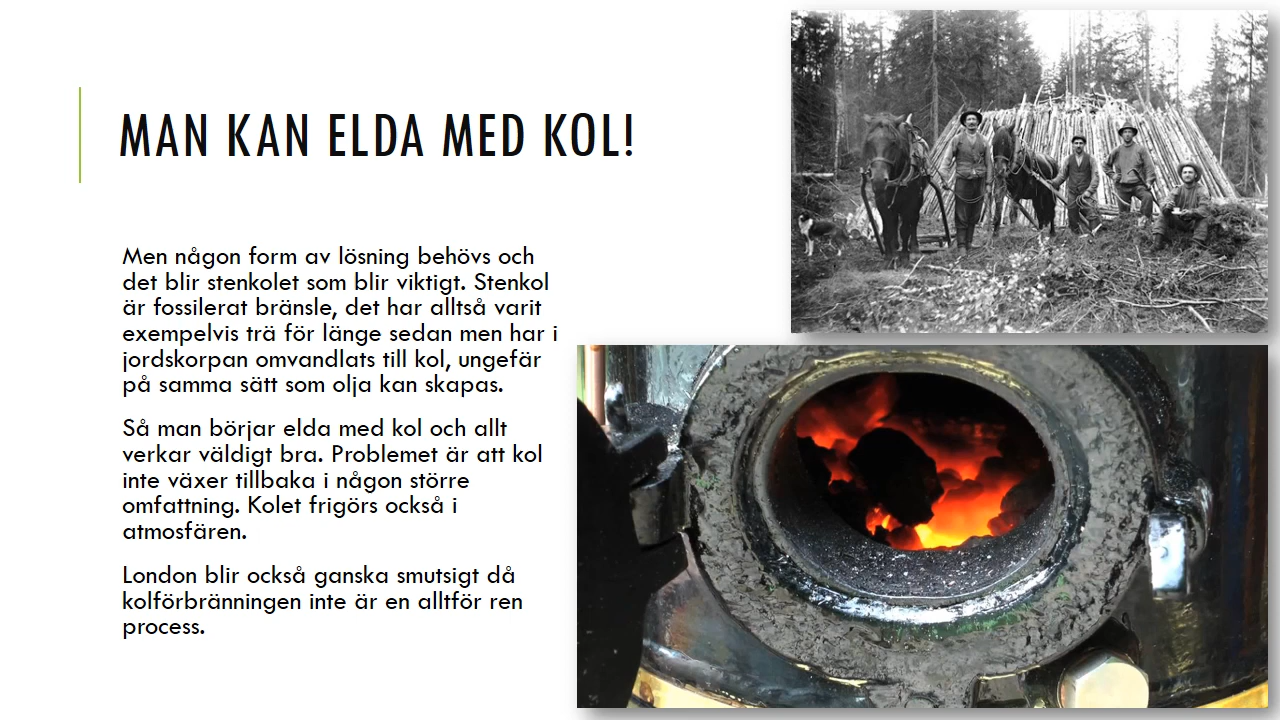 MAN KAN ELDA MED KOL!
Men någon form av lösning behövs och
det blir stenkolet som blir viktigt. Stenkol
är fossilerat bränsle, det har alltså varit
exempelvis trä för länge sedan men har i
jordskorpan omvandlats till kol, ungefär
på samma sätt som olja kan skapas.
Så man börjar elda med kol och allt
verkar väldigt bra. Problemet är att kol
inte växer tillbaka i någon större
omfattning. Kolet frigörs också i
atmosfären.
London blir också ganska smutsigt då
kolförbränningen inte är en alltför ren
process.